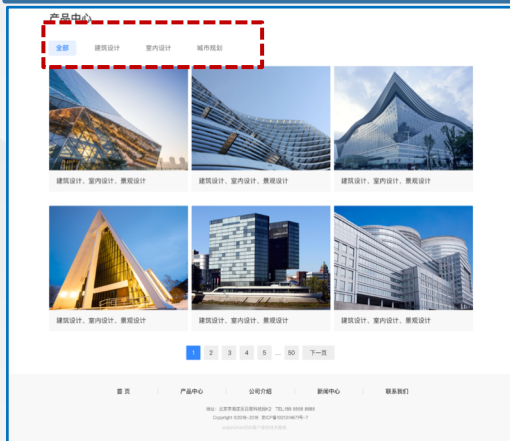 产品中心
全部 建筑设计 室内设计 城市规划
建筑设计、室内设计、景观设计 建筑设计、室内设计、景观设计 建筑设计、室内设计、景观设计
建筑设计、室内设计、景观设计 建筑设计、室内设计、景观设计 建筑设计、室内设计、景观设计
1 2 3 4 5 … 50 下一页
首 页 产品中心 公司介绍 新闻中心 联系我们